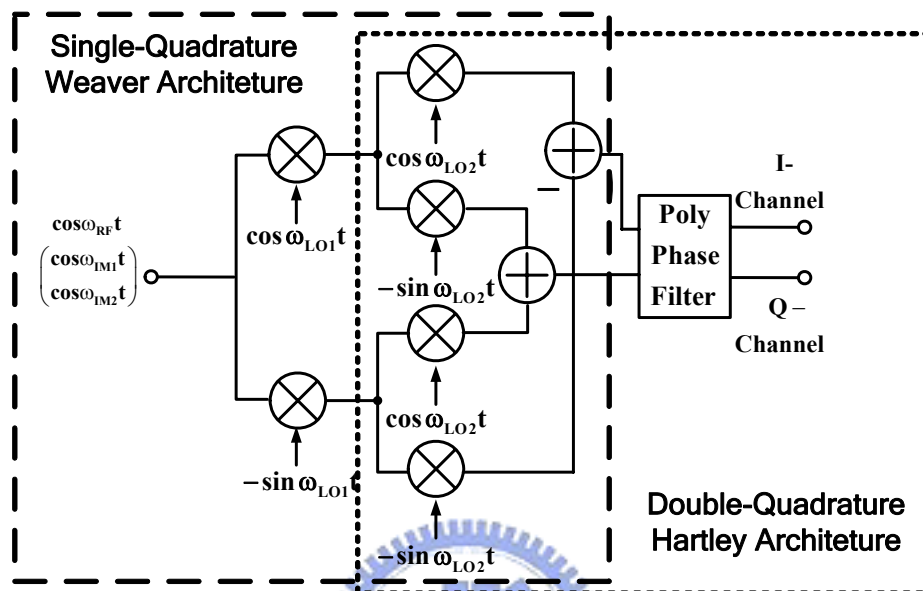 Single-Quadrature
Weaver Architeture
cosω_RF t
(cosω_IM1 t)
(cosω_IM2 t)
cos ω_LO1 t
−sin ω_LO1 t
cos ω_LO2 t
−sin ω_LO2 t
cos ω_LO2 t
−sin ω_LO2 t
−
Poly
Phase
Filter
I-
Channel
Q –
Channel
Double-Quadrature
Hartley Architeture